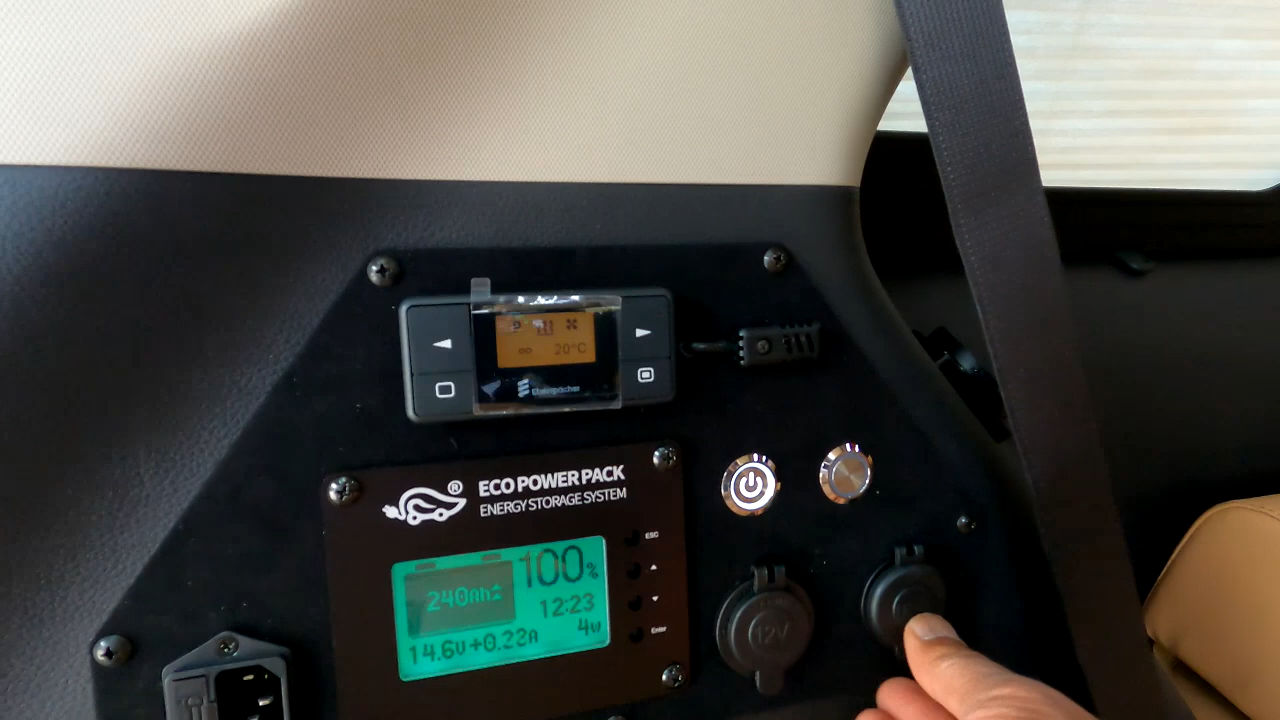 20°C
Eberspächer
®
ECO POWER PACK
ENERGY STORAGE SYSTEM
ESC
100%
240Ah
12:23
4W
14.6V+0.22A
Enter
12V